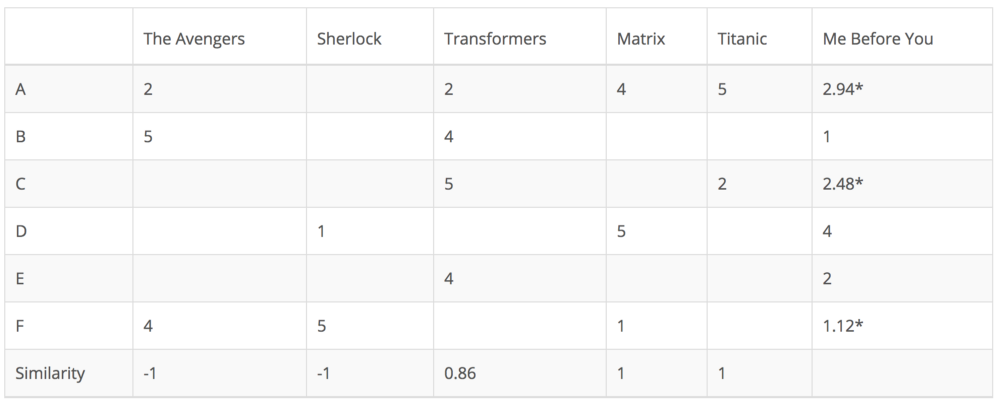 The Avengers Sherlock Transformers Matrix Titanic Me Before You
A 2 2 4 5 2.94*
B 5 4 1
C 5 2 2.48*
D 1 5 4
E 4 2
F 4 5 1 1.12*
Similarity -1 -1 0.86 1 1